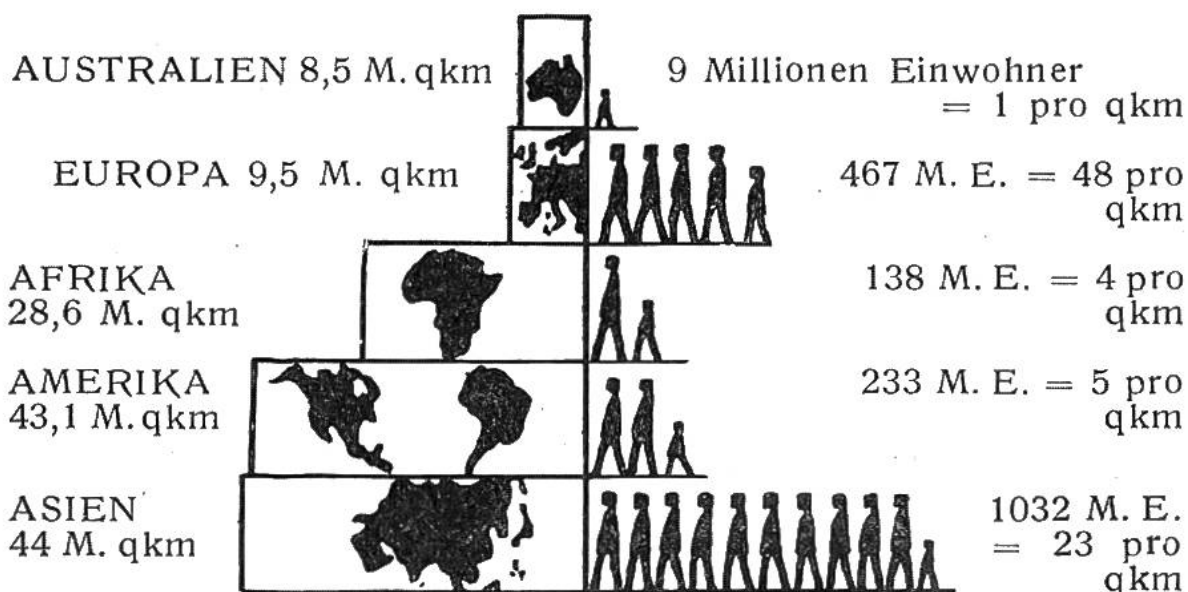 AUSTRALIEN 8,5 M. qkm
9 Millionen Einwohner
= 1 pro qkm
EUROPA 9,5 M. qkm
467 M. E. = 48 pro
qkm
AFRIKA
28,6 M. qkm
138 M. E. = 4 pro
qkm
AMERIKA
43,1 M. qkm
233 M. E. = 5 pro
qkm
ASIEN
44 M. qkm
1032 M. E.
= 23 pro
qkm